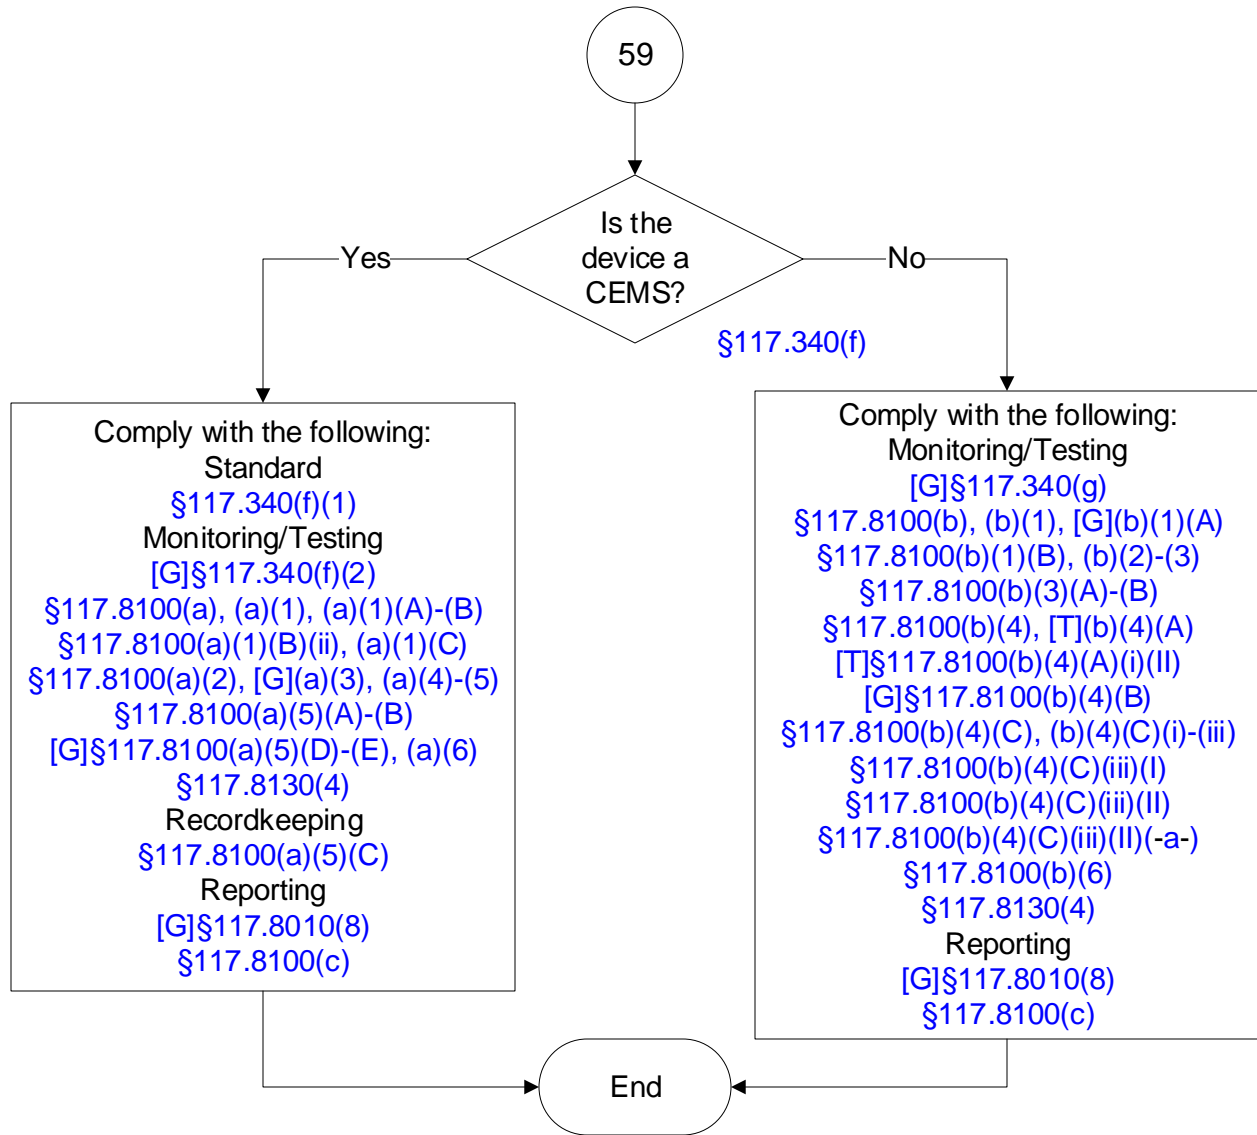 59
Is the
device a
CEMS?
Yes
No
§117.340(f)
Comply with the following:
Standard
§117.340(f)(1)
Monitoring/Testing
[G]§117.340(f)(2)
§117.8100(a), (a)(1), (a)(1)(A)-(B)
§117.8100(a)(1)(B)(ii), (a)(1)(C)
§117.8100(a)(2), [G](a)(3), (a)(4)-(5)
§117.8100(a)(5)(A)-(B)
[G]§117.8100(a)(5)(D)-(E), (a)(6)
§117.8130(4)
Recordkeeping
§117.8100(a)(5)(C)
Reporting
[G]§117.8010(8)
§117.8100(c)
Comply with the following:
Monitoring/Testing
[G]§117.340(g)
§117.8100(b), (b)(1), [G](b)(1)(A)
§117.8100(b)(1)(B), (b)(2)-(3)
§117.8100(b)(3)(A)-(B)
§117.8100(b)(4), [T](b)(4)(A)
[T]§117.8100(b)(4)(A)(i)(II)
[G]§117.8100(b)(4)(B)
§117.8100(b)(4)(C), (b)(4)(C)(i)-(iii)
§117.8100(b)(4)(C)(iii)(I)
§117.8100(b)(4)(C)(iii)(II)
§117.8100(b)(4)(C)(iii)(II)(-a-)
§117.8100(b)(6)
§117.8130(4)
Reporting
[G]§117.8010(8)
§117.8100(c)
End